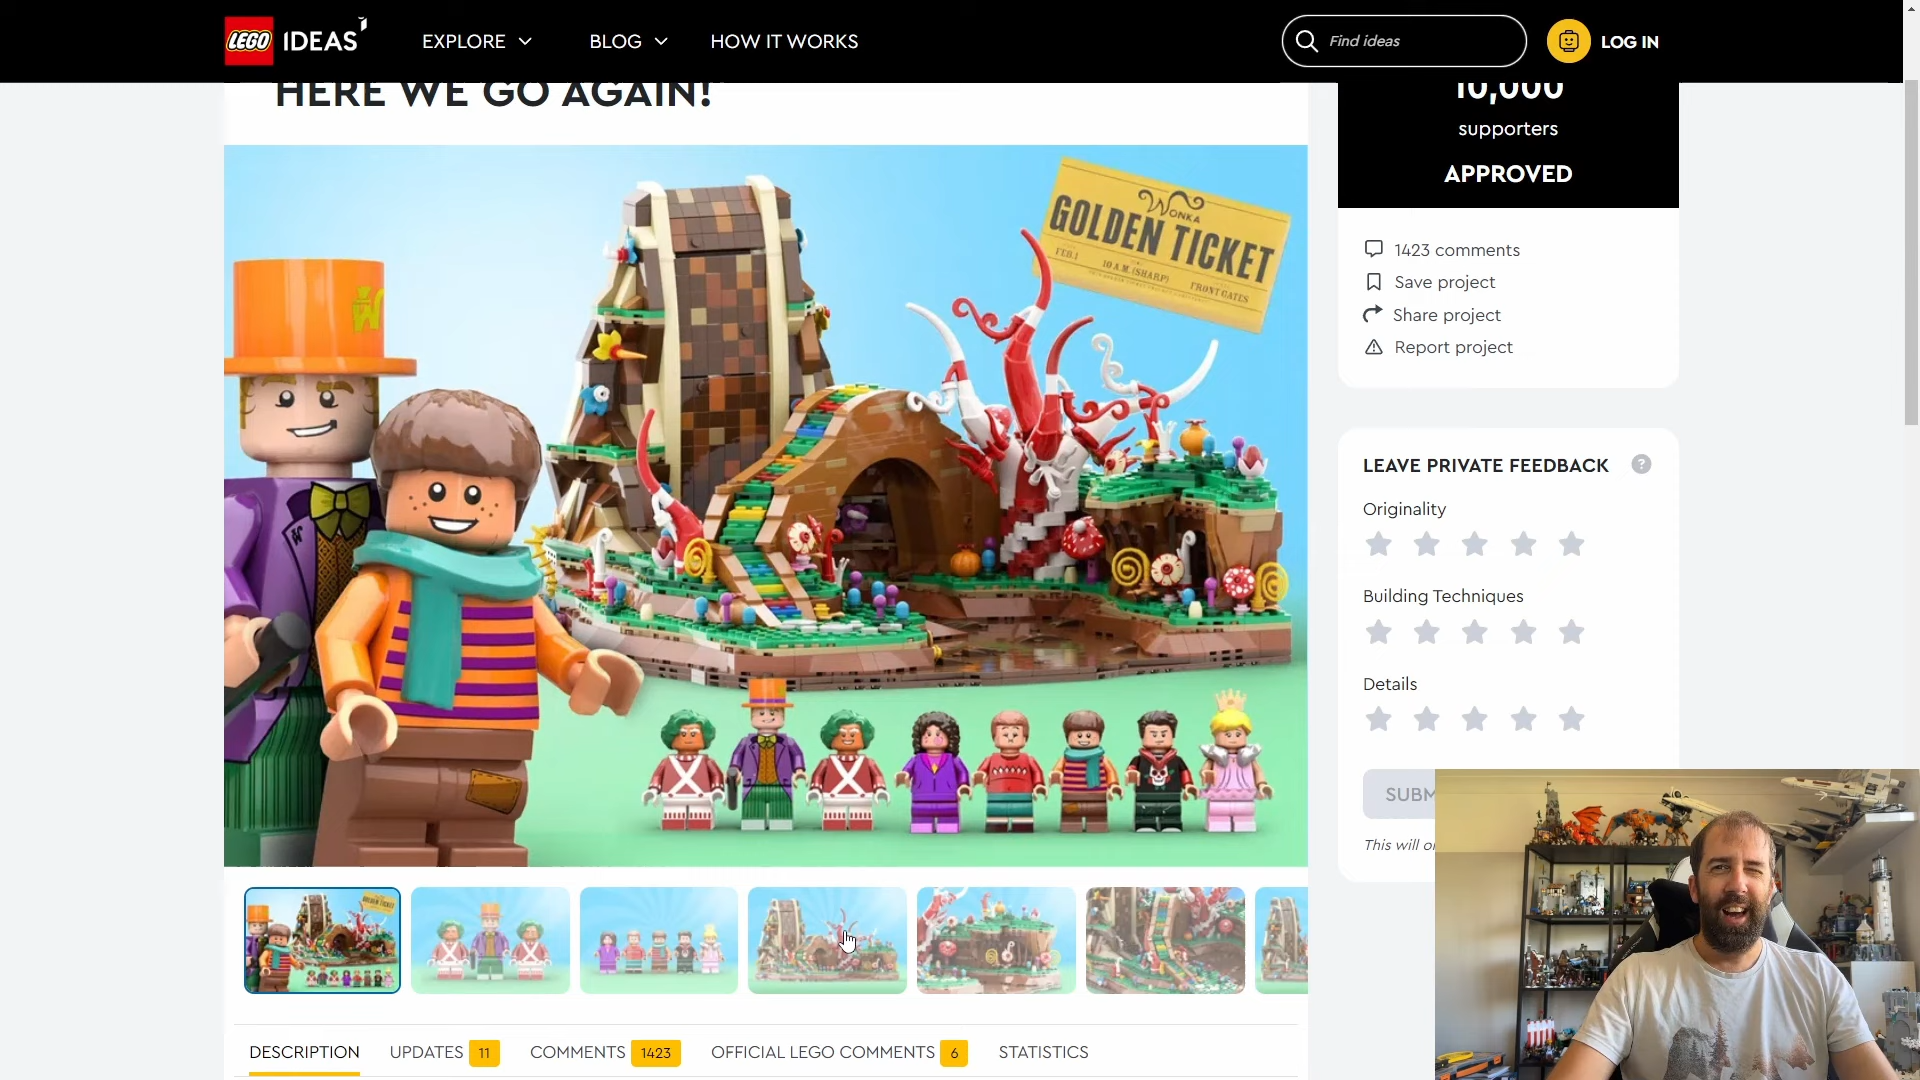 LEGO IDEAS
EXPLORE
BLOG
HOW IT WORKS
Find ideas
LOG IN
HERE WE GO AGAIN!
WONKA
GOLDEN TICKET
FEB.1
10 A.M. (SHARP)
FRONT GATES
10,000
supporters
APPROVED
1423 comments
Save project
Share project
Report project
LEAVE PRIVATE FEEDBACK ?
Originality
Building Techniques
Details
SUBM
This will o
DESCRIPTION
UPDATES 11
COMMENTS 1423
OFFICIAL LEGO COMMENTS 6
STATISTICS